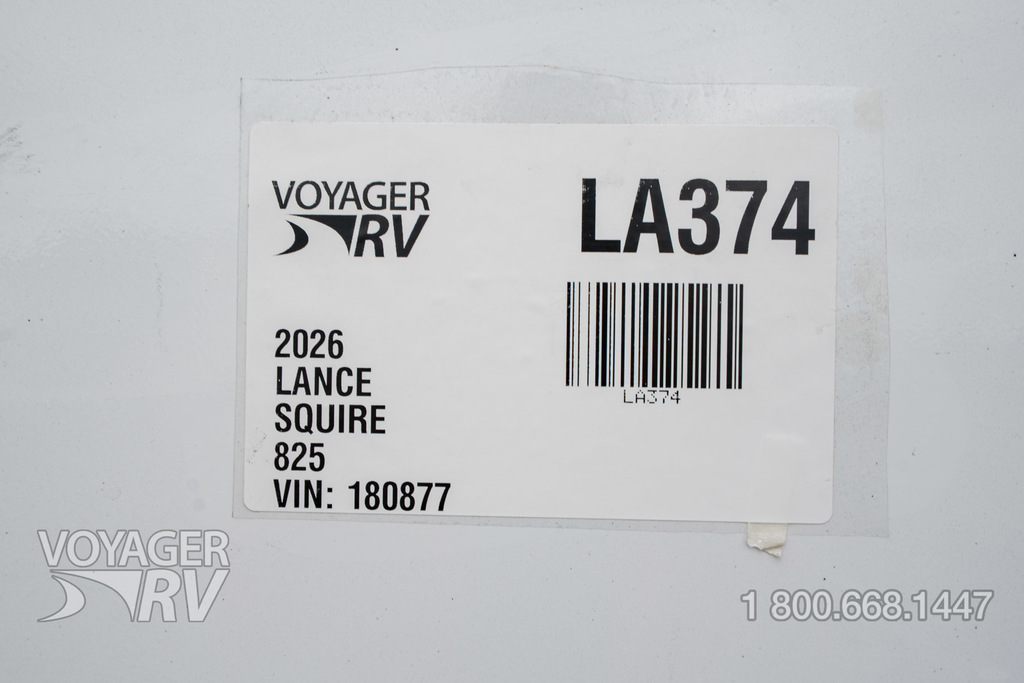 VOYAGER
RV
LA374
LA374
2026
LANCE
SQUIRE
825
VIN: 180877
VOYAGER
RV
1 800.668.1447